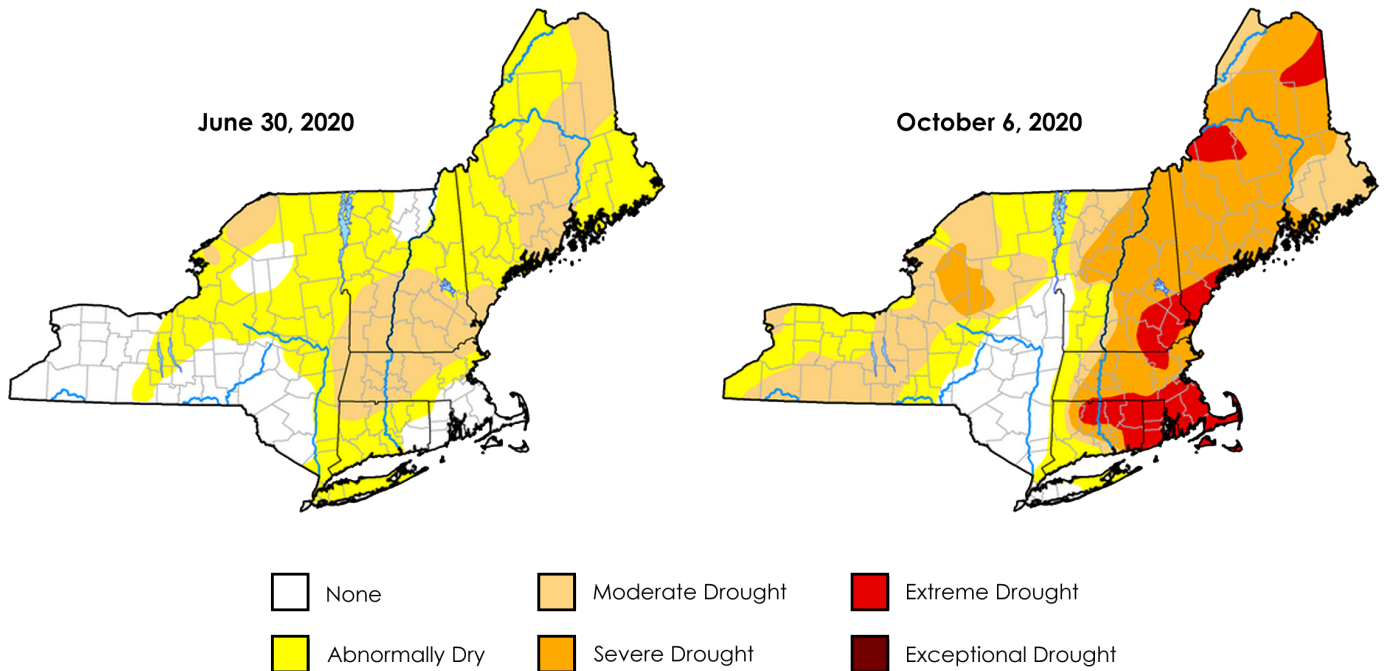 June 30, 2020
October 6, 2020
None
Moderate Drought
Extreme Drought
Abnormally Dry
Severe Drought
Exceptional Drought